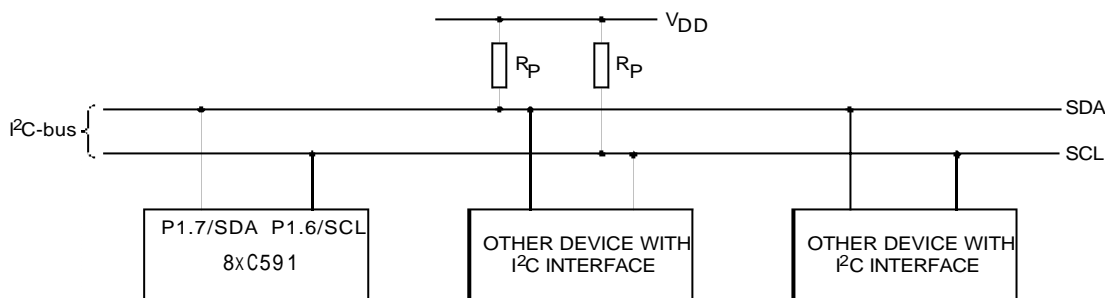 VDD
RP RP
SDA
I²C-bus
SCL
P1.7/SDA P1.6/SCL
8xC591
OTHER DEVICE WITH
I²C INTERFACE
OTHER DEVICE WITH
I²C INTERFACE